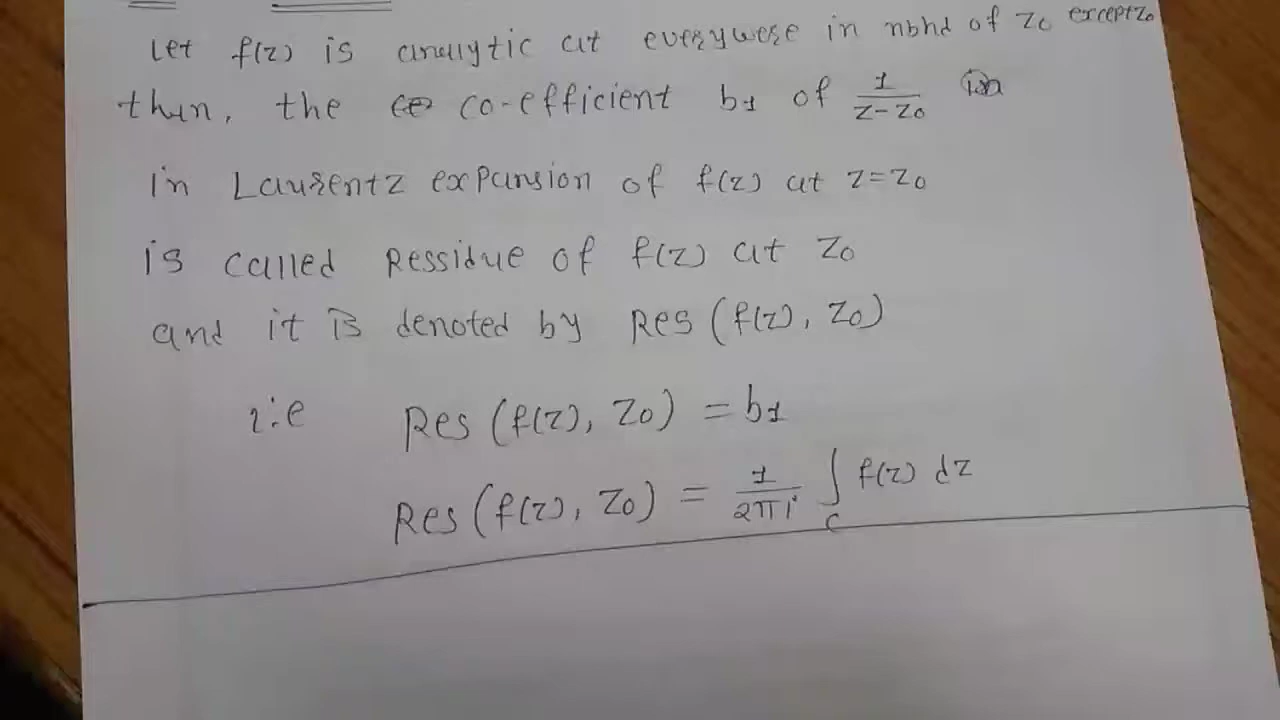 Let f(z) is analytic at everywere in nbhd of z₀ except z₀
then, the co-efficient b₁ of 1/(z-z₀)
in Laurentz expansion of f(z) at z=z₀
is called Ressidue of f(z) at z₀
and it is denoted by Res (f(z), z₀)
i.e Res (f(z), z₀) = b₁
Res (f(z), z₀) = 1/2πi ∫_C f(z) dz